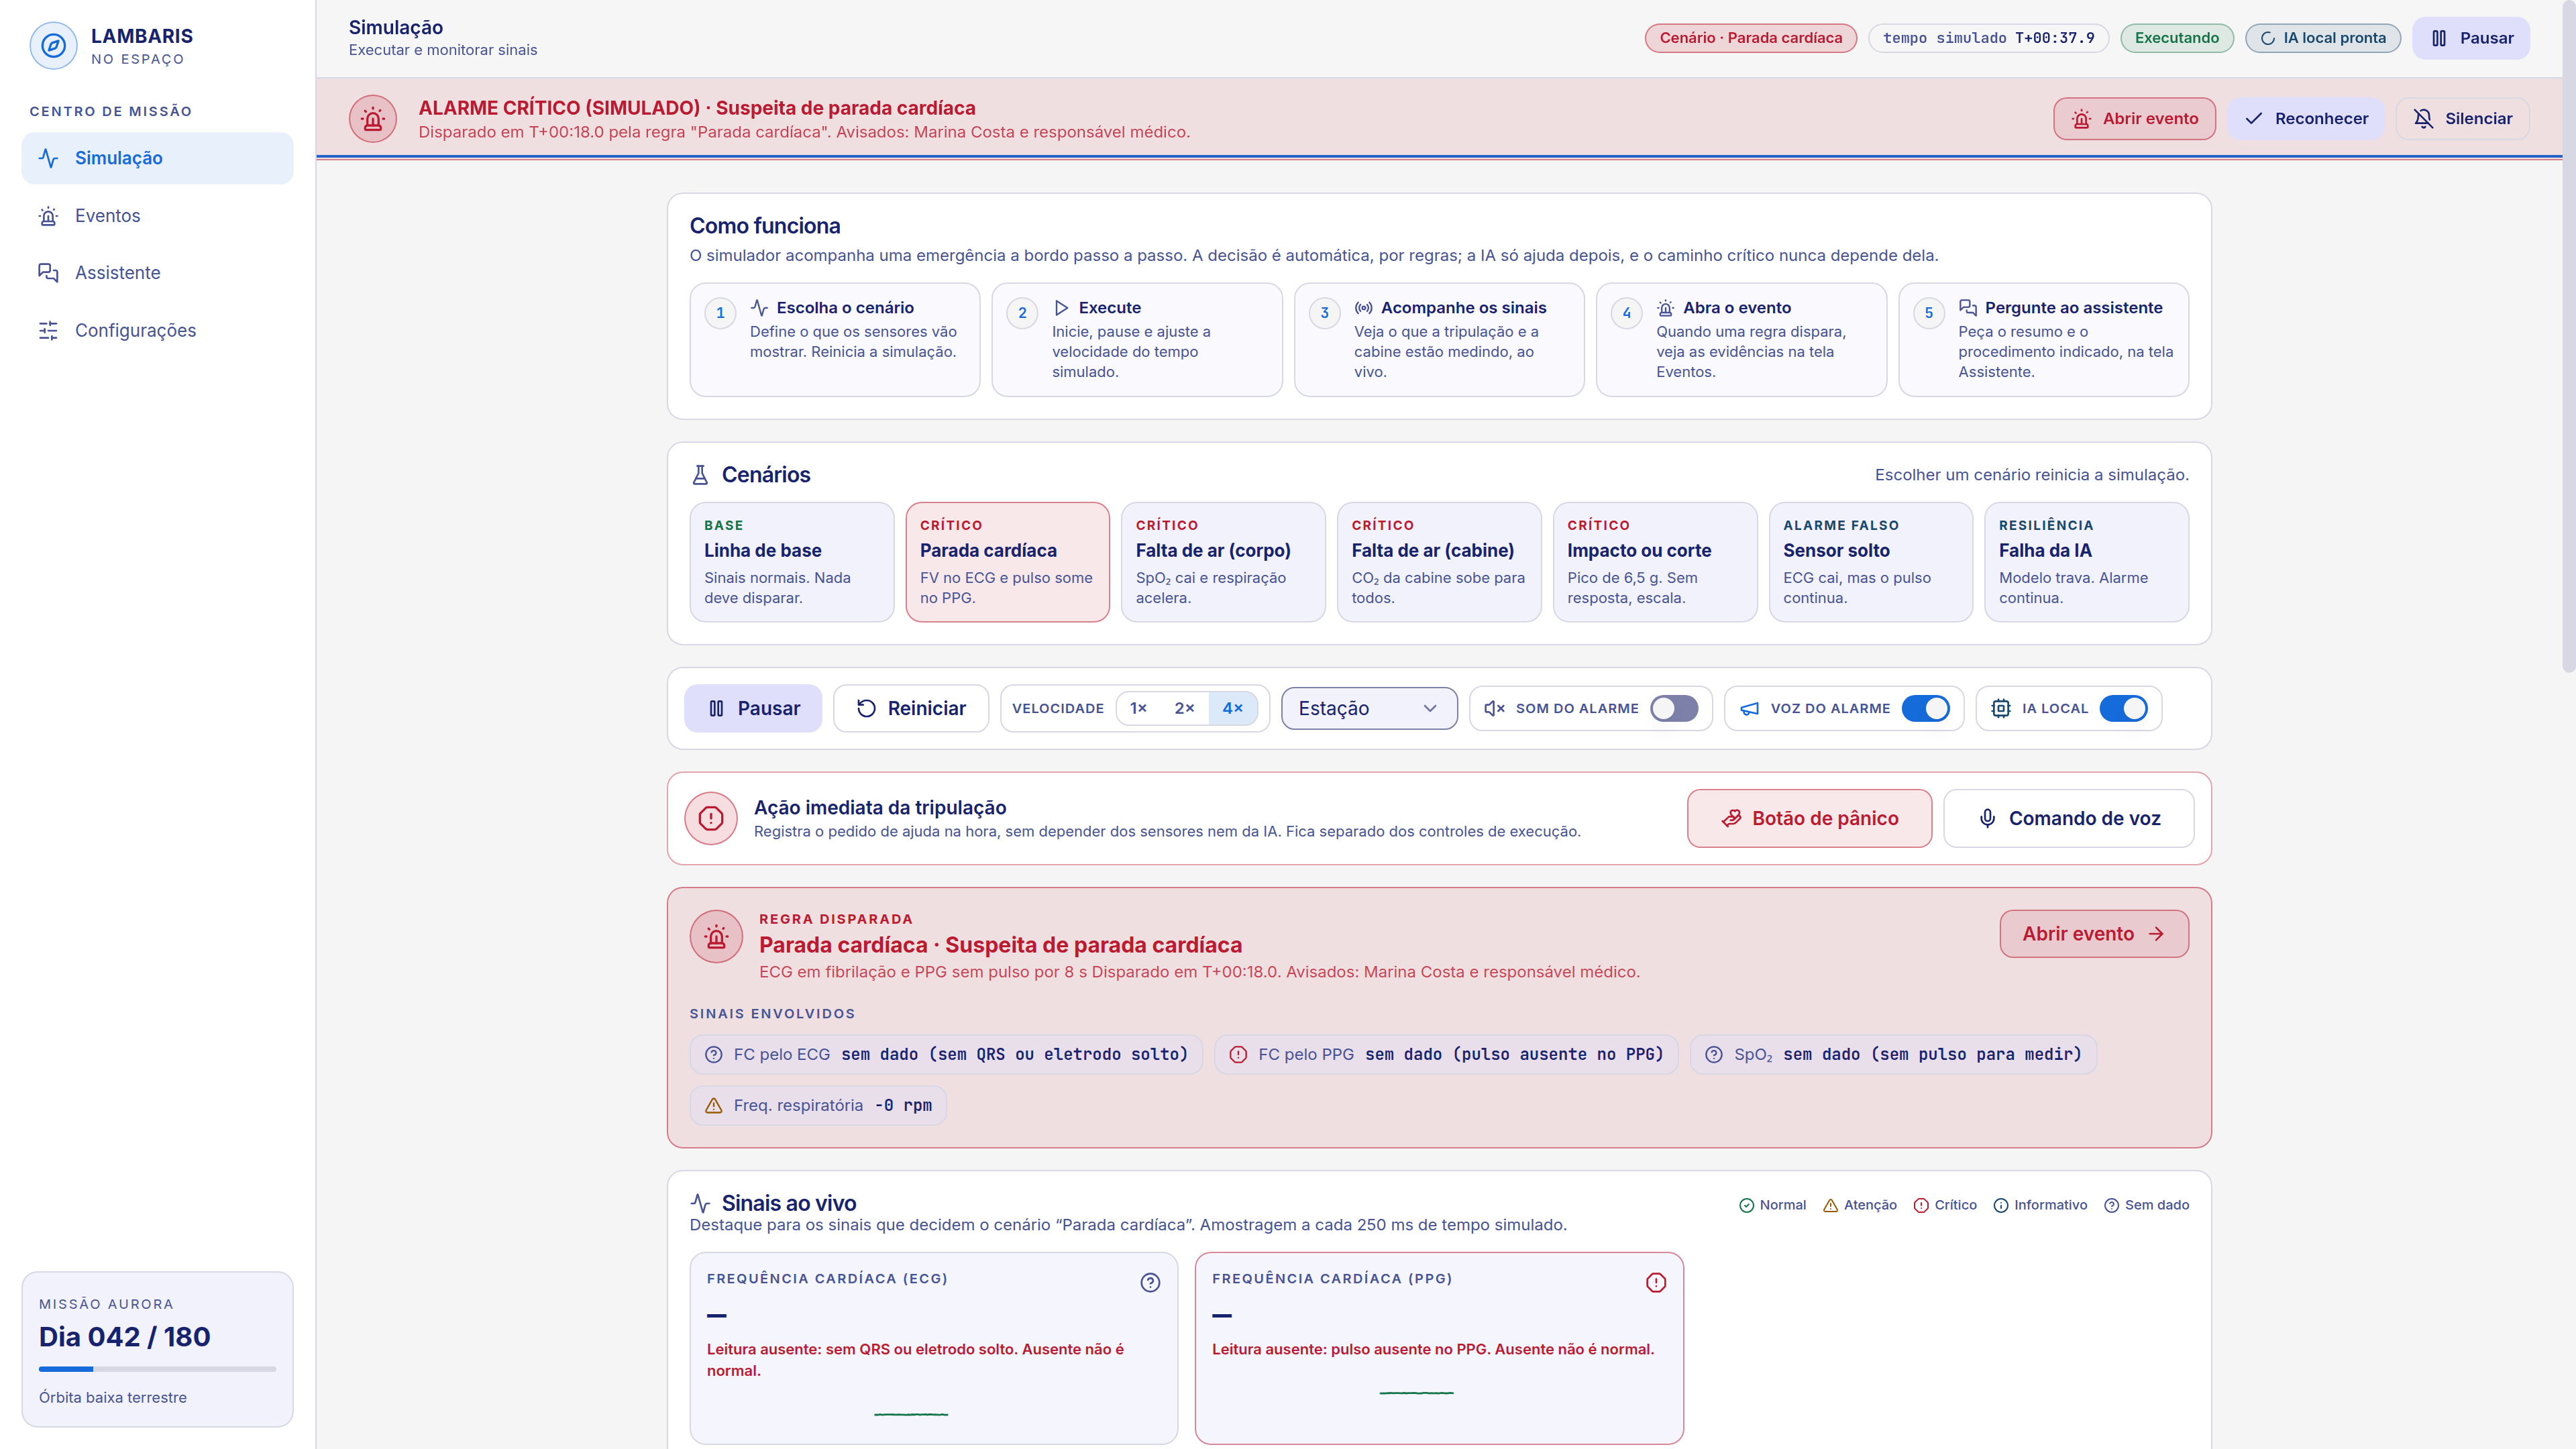 LAMBARIS
NO ESPAÇO
CENTRO DE MISSÃO
Simulação
Eventos
Assistente
Configurações
MISSÃO AURORA
Dia 042 / 180
Órbita baixa terrestre
Simulação
Executar e monitorar sinais
Cenário · Parada cardíaca
tempo simulado T+00:37.9
Executando
IA local pronta
Pausar
ALARME CRÍTICO (SIMULADO) · Suspeita de parada cardíaca
Disparado em T+00:18.0 pela regra "Parada cardíaca". Avisados: Marina Costa e responsável médico.
Abrir evento
Reconhecer
Silenciar
Como funciona
O simulador acompanha uma emergência a bordo passo a passo. A decisão é automática, por regras; a IA só ajuda depois, e o caminho crítico nunca depende dela.
1
Escolha o cenário
Define o que os sensores vão
mostrar. Reinicia a simulação.
2
Execute
Inicie, pause e ajuste a
velocidade do tempo
simulado.
3
Acompanhe os sinais
Veja o que a tripulação e a
cabine estão medindo, ao
vivo.
4
Abra o evento
Quando uma regra dispara,
veja as evidências na tela
Eventos.
5
Pergunte ao assistente
Peça o resumo e o
procedimento indicado, na tela
Assistente.
Cenários
Escolher um cenário reinicia a simulação.
BASE
Linha de base
Sinais normais. Nada
deve disparar.
CRÍTICO
Parada cardíaca
FV no ECG e pulso some
no PPG.
CRÍTICO
Falta de ar (corpo)
SpO₂ cai e respiração
acelera.
CRÍTICO
Falta de ar (cabine)
CO₂ da cabine sobe para
todos.
CRÍTICO
Impacto ou corte
Pico de 6,5 g. Sem
resposta, escala.
ALARME FALSO
Sensor solto
ECG cai, mas o pulso
continua.
RESILIÊNCIA
Falha da IA
Modelo trava. Alarme
continua.
Pausar
Reiniciar
VELOCIDADE
1×
2×
4×
Estação
SOM DO ALARME
VOZ DO ALARME
IA LOCAL
Ação imediata da tripulação
Registra o pedido de ajuda na hora, sem depender dos sensores nem da IA. Fica separado dos controles de execução.
Botão de pânico
Comando de voz
REGRA DISPARADA
Parada cardíaca · Suspeita de parada cardíaca
ECG em fibrilação e PPG sem pulso por 8 s Disparado em T+00:18.0. Avisados: Marina Costa e responsável médico.
Abrir evento
SINAIS ENVOLVIDOS
FC pelo ECG sem dado (sem QRS ou eletrodo solto)
FC pelo PPG sem dado (pulso ausente no PPG)
SpO₂ sem dado (sem pulso para medir)
Freq. respiratória -0 rpm
Sinais ao vivo
Destaque para os sinais que decidem o cenário “Parada cardíaca”. Amostragem a cada 250 ms de tempo simulado.
Normal
Atenção
Crítico
Informativo
Sem dado
FREQUÊNCIA CARDÍACA (ECG)
—
Leitura ausente: sem QRS ou eletrodo solto. Ausente não é
normal.
FREQUÊNCIA CARDÍACA (PPG)
—
Leitura ausente: pulso ausente no PPG. Ausente não é normal.